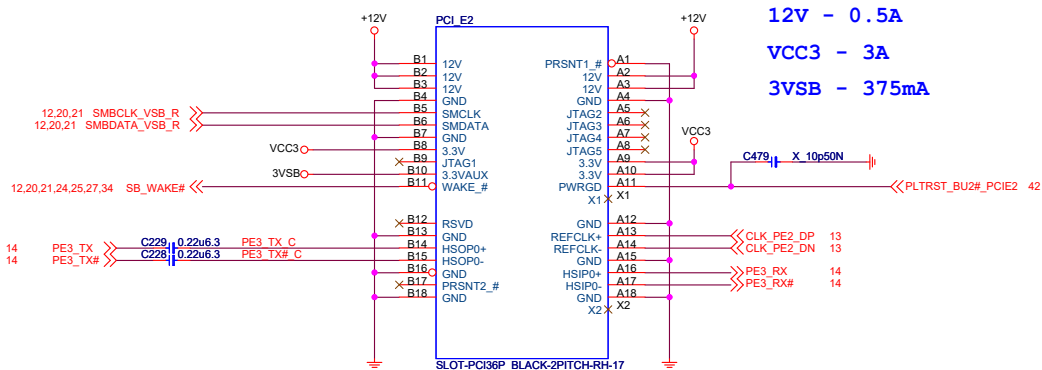 +12V
PCI_E2
+12V
12V - 0.5A
VCC3 - 3A
3VSB - 375mA
B1 12V
B2 12V
B3 12V
B4 GND
12,20,21 SMBCLK_VSB_R B5 SMCLK
12,20,21 SMBDATA_VSB_R B6 SMDATA
B7 GND
VCC3 B8 3.3V
B9 JTAG1
3VSB B10 3.3VAUX
12,20,21,24,25,27,34 SB_WAKE# B11 WAKE_#
B12 RSVD
B13 GND
14 PE3_TX C229 0.22u6.3 PE3_TX_C B14 HSOP0+
14 PE3_TX# C228 0.22u6.3 PE3_TX#_C B15 HSOP0-
B16 GND
B17 PRSNT2_#
B18 GND
PRSNT1_# A1
12V A2
12V A3
GND A4
JTAG2 A5
JTAG3 A6
JTAG4 A7
JTAG5 A8
VCC3
3.3V A9
3.3V A10
C479 X_10p50N
PWRGD A11 PLTRST_BU2#_PCIE2 42
X1 X1
GND A12
REFCLK+ A13 CLK_PE2_DP 13
REFCLK- A14 CLK_PE2_DN 13
GND A15
HSIP0+ A16 PE3_RX 14
HSIP0- A17 PE3_RX# 14
GND A18
X2 X2
SLOT-PCI36P_BLACK-2PITCH-RH-17